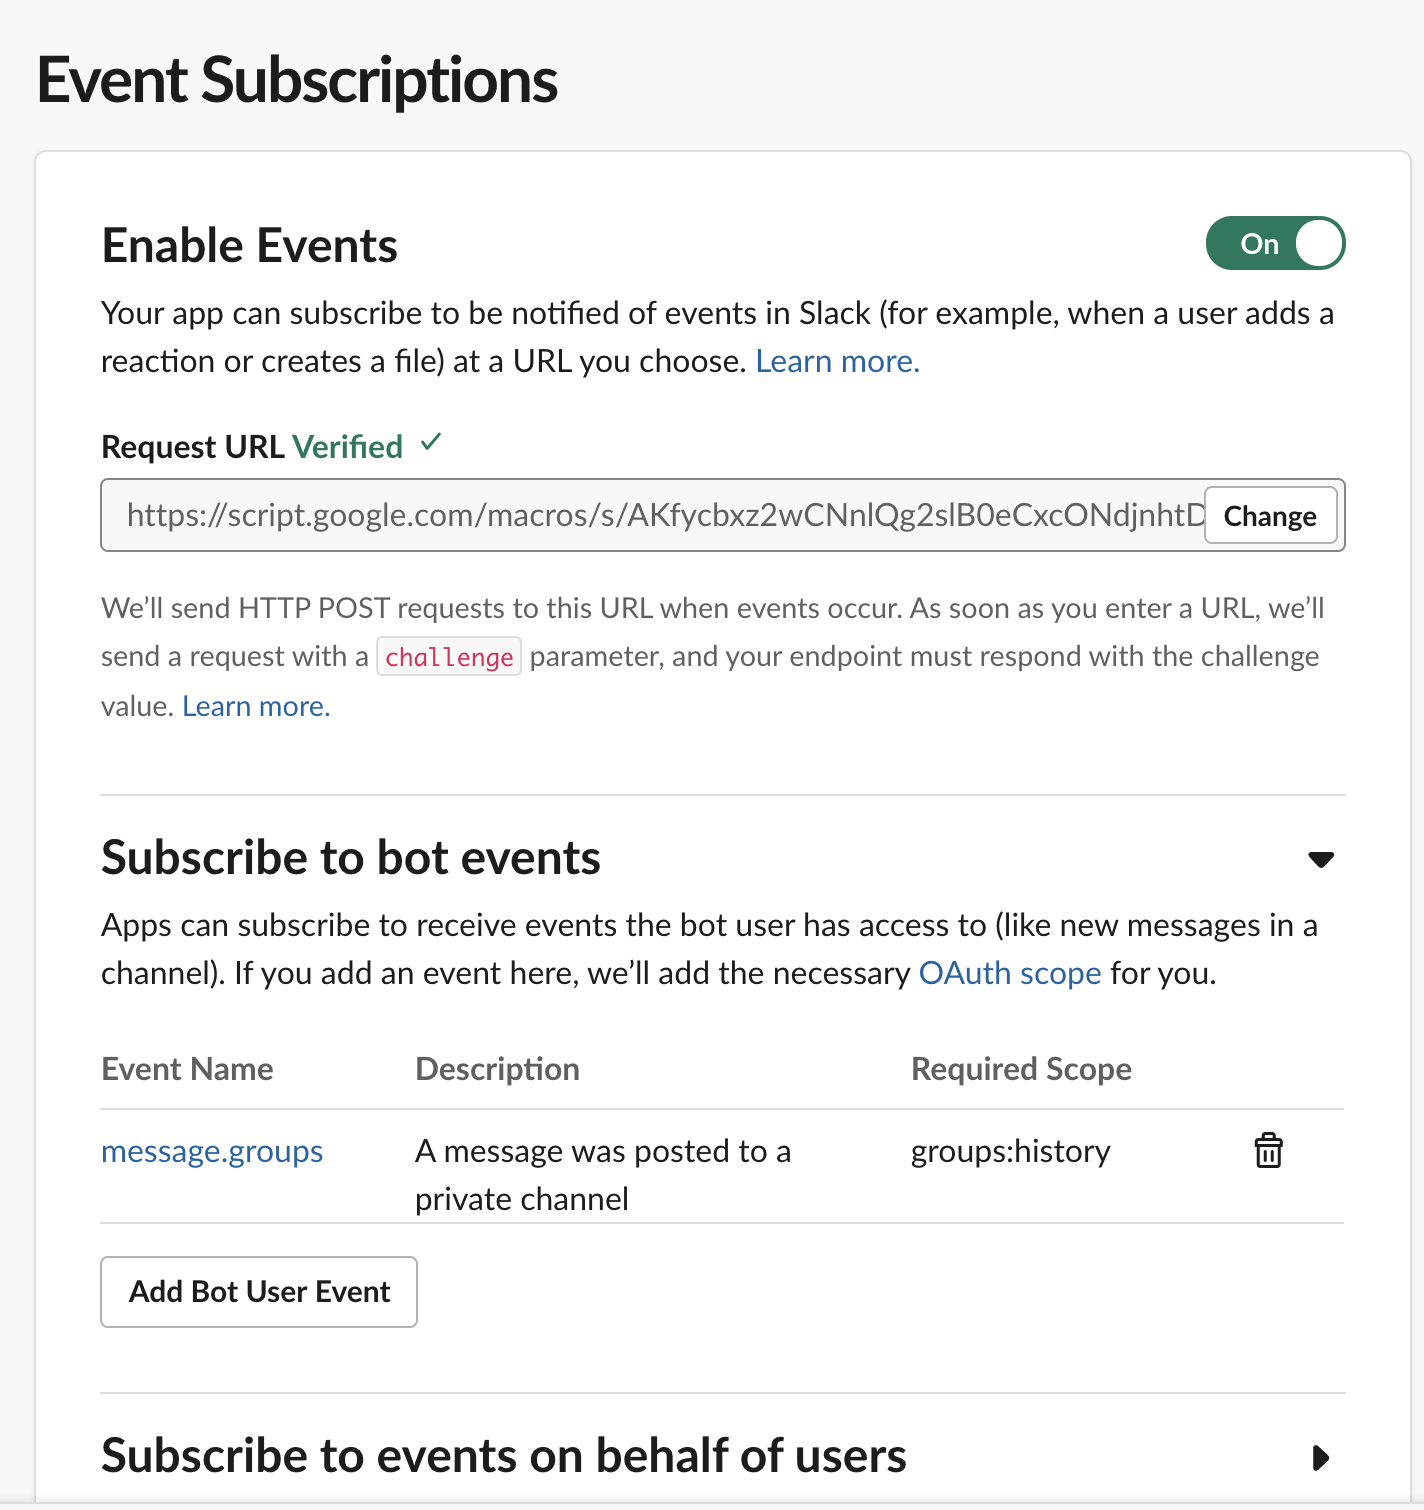 Event Subscriptions
Enable Events
On
Your app can subscribe to be notified of events in Slack (for example, when a user adds a
reaction or creates a file) at a URL you choose. Learn more.
Request URL Verified ✓
https://script.google.com/macros/s/AKfycbxz2wCNnlQg2slB0eCxcONdjnhtD
Change
We’ll send HTTP POST requests to this URL when events occur. As soon as you enter a URL, we’ll
send a request with a challenge parameter, and your endpoint must respond with the challenge
value. Learn more.
Subscribe to bot events
Apps can subscribe to receive events the bot user has access to (like new messages in a
channel). If you add an event here, we’ll add the necessary OAuth scope for you.
Event Name Description Required Scope
message.groups A message was posted to a groups:history
private channel
Add Bot User Event
Subscribe to events on behalf of users